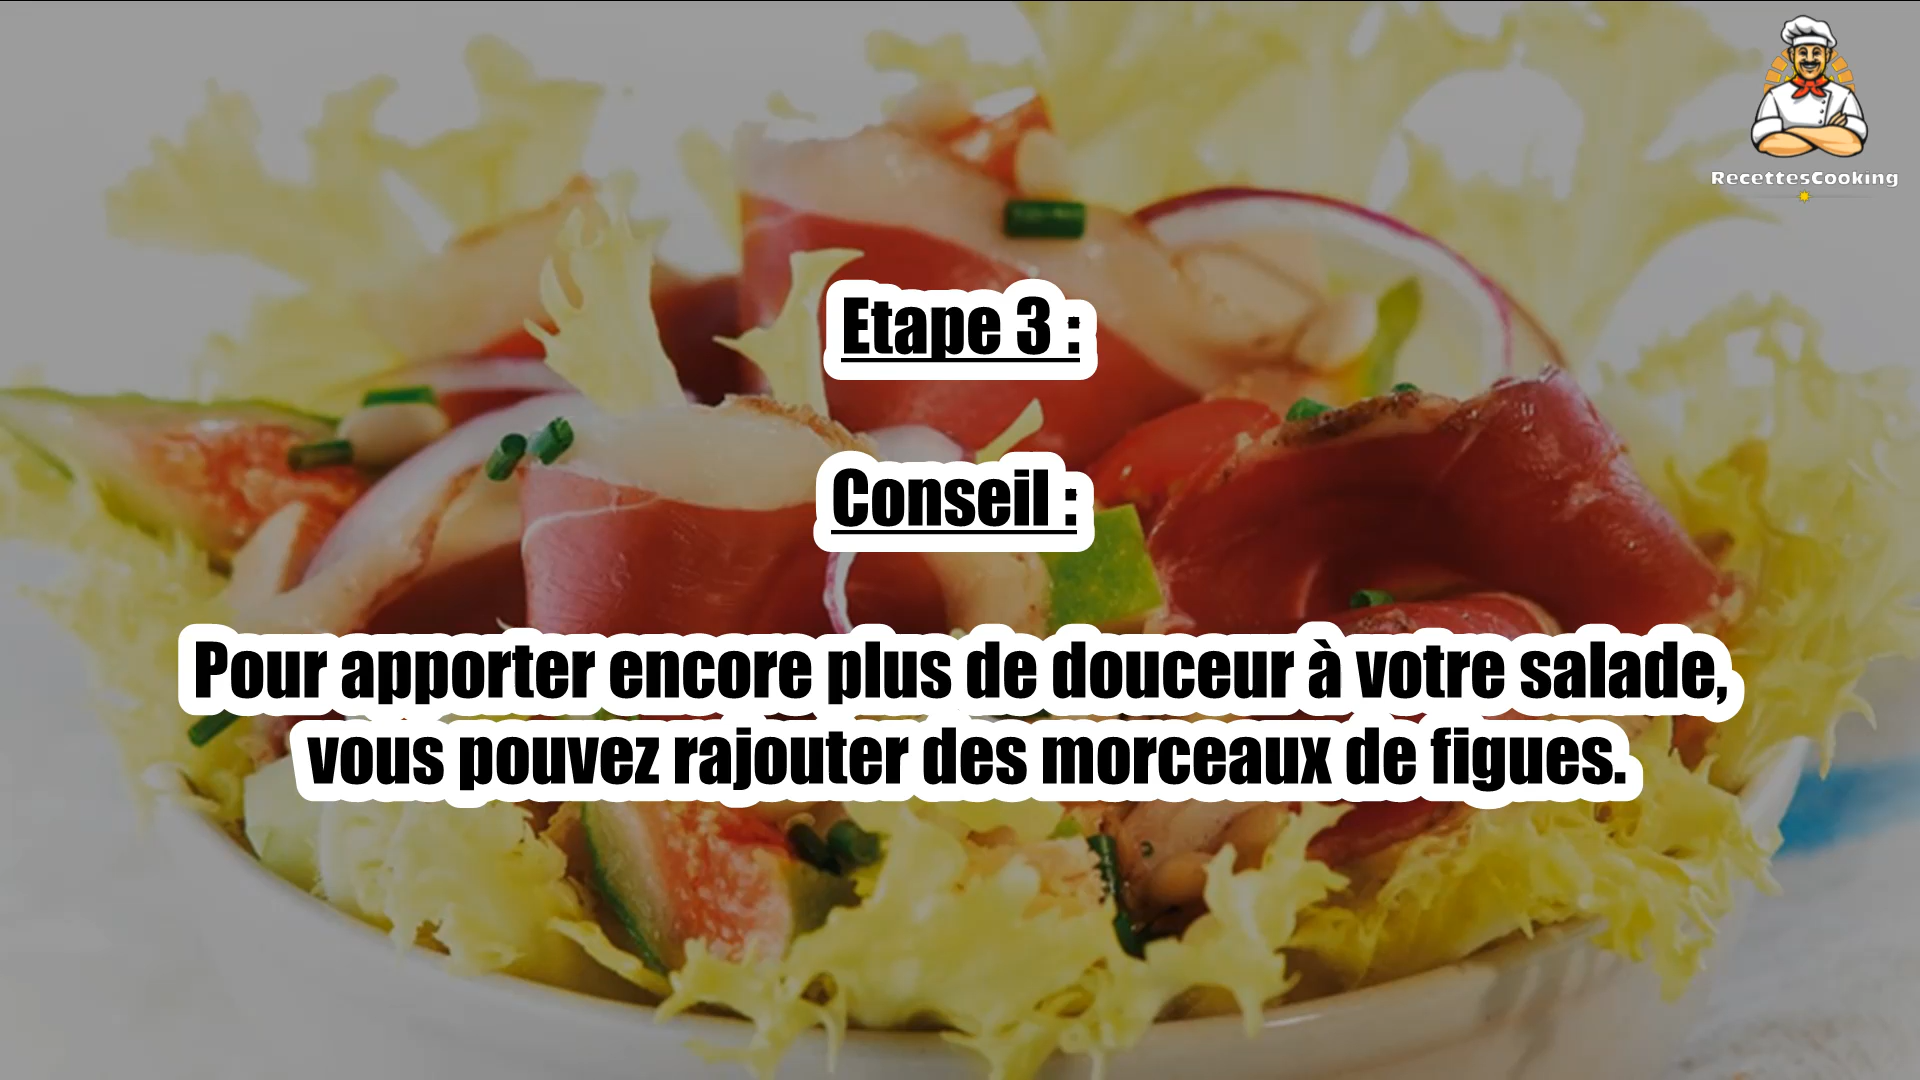 RecettesCooking
Etape 3 :
Conseil :
Pour apporter encore plus de douceur à votre salade,
vous pouvez rajouter des morceaux de figues.